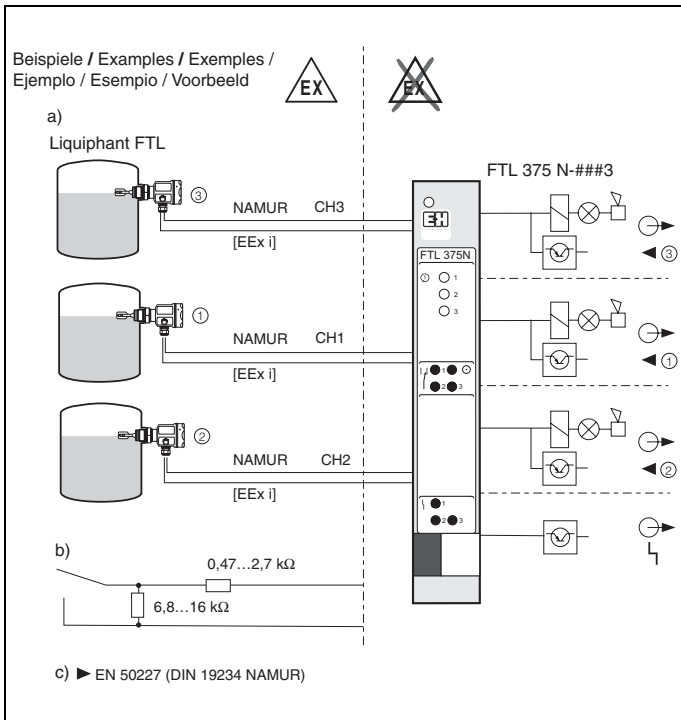 Beispiele / Examples / Exemples /
Ejemplo / Esempio / Voorbeeld
EX
EX
a)
Liquiphant FTL
FTL 375 N-###3
③
NAMUR CH3
[EEx i]
EH
FTL 375N
1
2
3
③
①
NAMUR CH1
[EEx i]
1
2 3
①
②
NAMUR CH2
[EEx i]
②
1
2 3
b)
0,47...2,7 kΩ
6,8...16 kΩ
c) ► EN 50227 (DIN 19234 NAMUR)